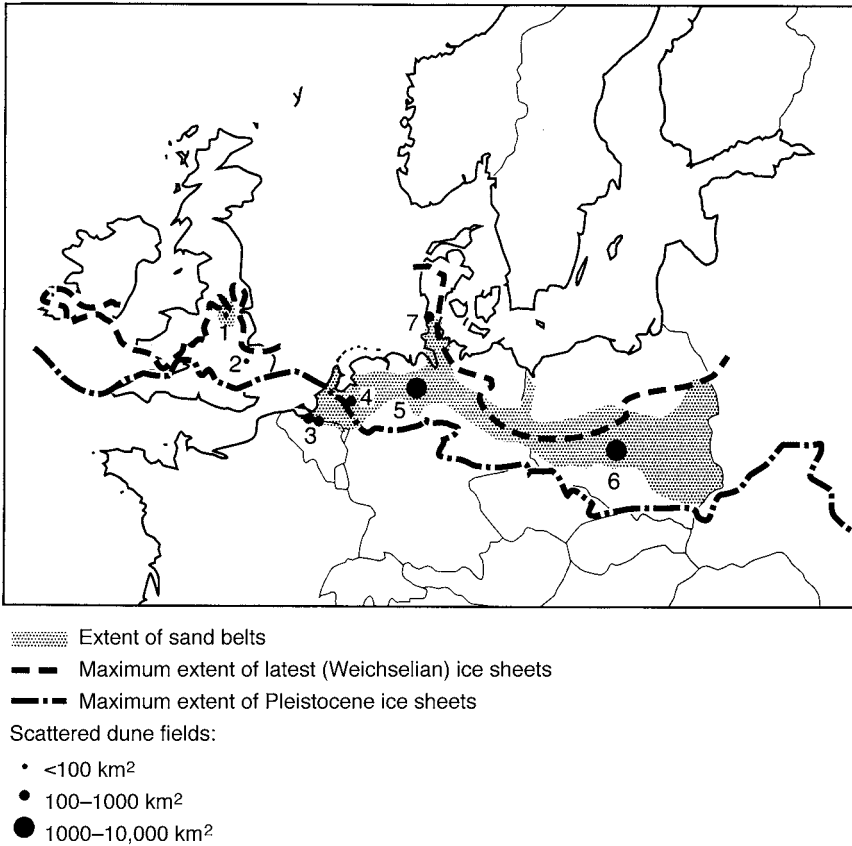 7
1
2
4
5
3
6
Extent of sand belts
Maximum extent of latest (Weichselian) ice sheets
Maximum extent of Pleistocene ice sheets
Scattered dune fields:
<100 km²
100–1000 km²
1000–10,000 km²